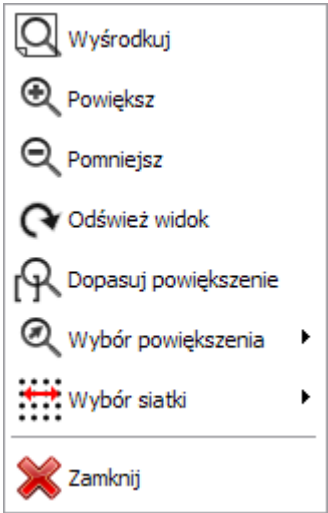 Wyśrodkuj
Powiększ
Pomniejsz
Odśwież widok
Dopasuj powiększenie
Wybór powiększenia
Wybór siatki
Zamknij